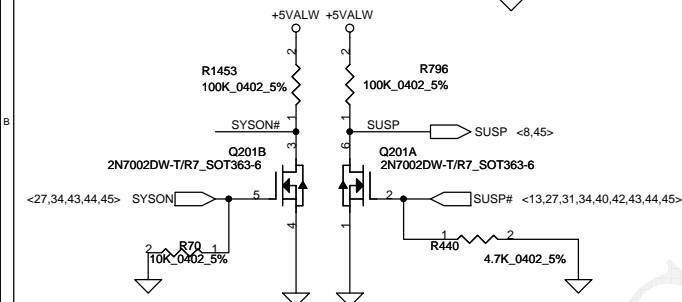 +5VALW +5VALW
2 2
R1453 R796
100K_0402_5% 100K_0402_5%
1 1
B
SYSON# SUSP SUSP <8,45>
3 6
Q201B Q201A
2N7002DW-T/R7_SOT363-6 2N7002DW-T/R7_SOT363-6
<27,34,43,44,45> SYSON 5 2 SUSP# <13,27,31,34,40,42,43,44,45>
4 1
2 R70 1 1 R440 2
10K_0402_5% 4.7K_0402_5%